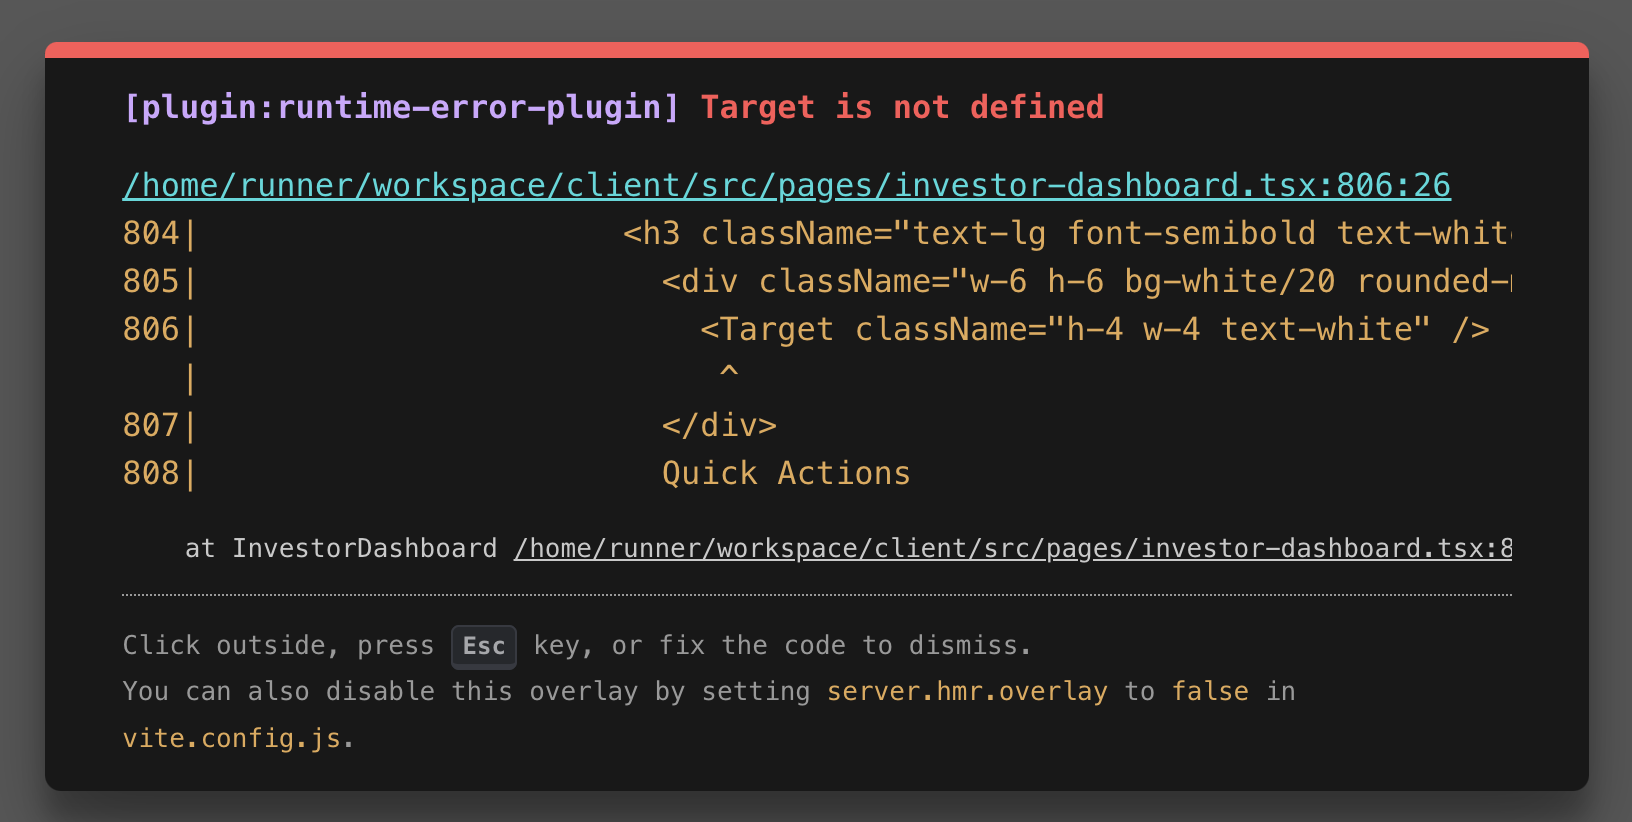 [plugin:runtime-error-plugin] Target is not defined
/home/runner/workspace/client/src/pages/investor-dashboard.tsx:806:26
804|                      <h3 className="text-lg font-semibold text-white
805|                        <div className="w-6 h-6 bg-white/20 rounded-
806|                          <Target className="h-4 w-4 text-white" />
   |                           ^
807|                        </div>
808|                        Quick Actions
at InvestorDashboard /home/runner/workspace/client/src/pages/investor-dashboard.tsx:8
Click outside, press Esc key, or fix the code to dismiss.
You can also disable this overlay by setting server.hmr.overlay to false in
vite.config.js.